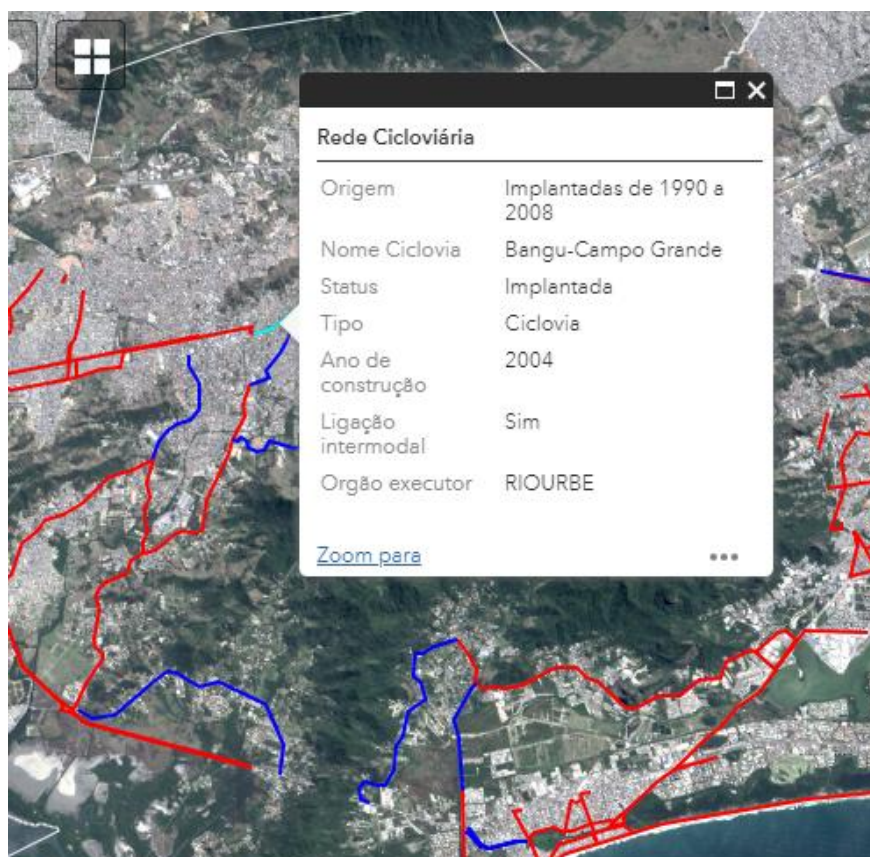 Rede Cicloviária
Origem Implantadas de 1990 a
2008
Nome Ciclovia Bangu-Campo Grande
Status Implantada
Tipo Ciclovia
Ano de 2004
construção
Ligação Sim
intermodal
Orgão executor RIOURBE
Zoom para